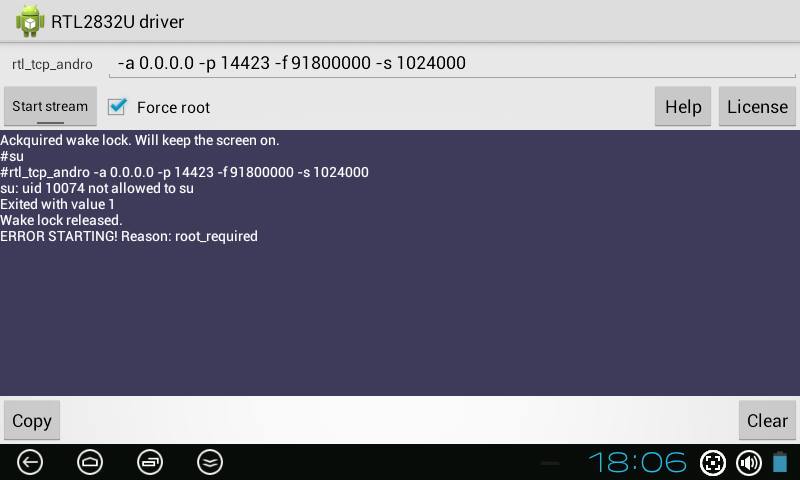 RTL2832U driver
rtl_tcp_andro -a 0.0.0.0 -p 14423 -f 91800000 -s 1024000
Start stream Force root Help License
Ackquired wake lock. Will keep the screen on.
#su
#rtl_tcp_andro -a 0.0.0.0 -p 14423 -f 91800000 -s 1024000
su: uid 10074 not allowed to su
Exited with value 1
Wake lock released.
ERROR STARTING! Reason: root_required
Copy Clear
18:06